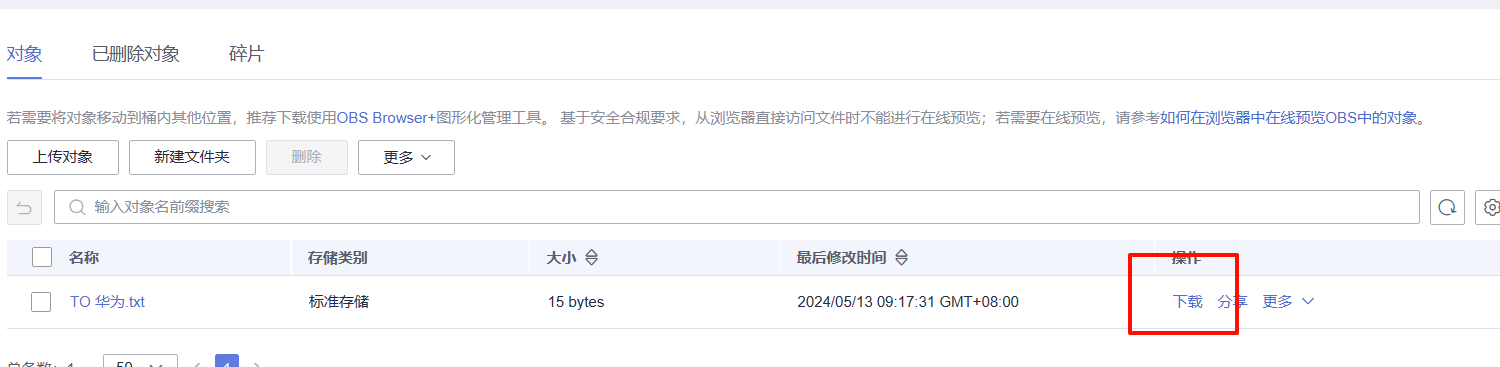 对象 已删除对象 碎片
若需要将对象移动到桶内其他位置，推荐下载使用OBS Browser+图形化管理工具。 基于安全合规要求，从浏览器直接访问文件时不能进行在线预览；若需要在线预览，请参考如何在浏览器中在线预览OBS中的对象。
上传对象 新建文件夹 删除 更多
输入对象名前缀搜索
名称 存储类别 大小 最后修改时间 操作
TO 华为.txt 标准存储 15 bytes 2024/05/13 09:17:31 GMT+08:00 下载 分享 更多
总条数：1 50 1